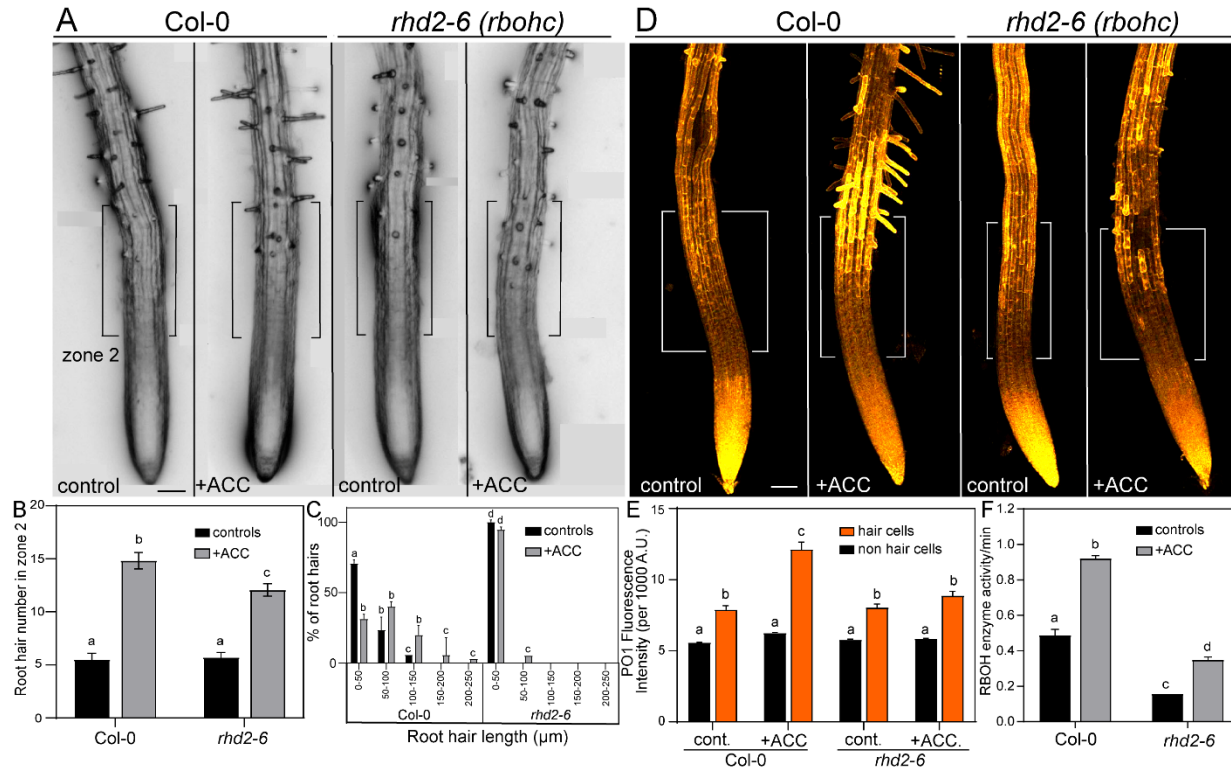 A
Col-0
rhd2-6 (rbohc)
zone 2
control
+ACC
control
+ACC
D
Col-0
rhd2-6 (rbohc)
control
+ACC
control
+ACC
B
Root hair number in zone 2
20
15
10
5
0
controls
+ACC
a
b
a
c
Col-0
rhd2-6
C
% of root hairs
100
50
0
controls
+ACC
a
b
b
b
c
b
c
c
d
d
c
0-50
50-100
100-150
150-200
200-250
0-50
50-100
100-150
150-200
200-250
Col-0
rhd2-6
Root hair length (µm)
E
PO1 Fluorescence
Intensity (per 1000 A.U.)
15
10
5
0
hair cells
non hair cells
a
b
a
c
a
b
a
b
cont.
+ACC
cont.
+ACC.
Col-0
rhd2-6
F
RBOH enzyme activity/min
1.2
1.0
0.8
0.6
0.4
0.2
0
controls
+ACC
a
b
c
d
Col-0
rhd2-6